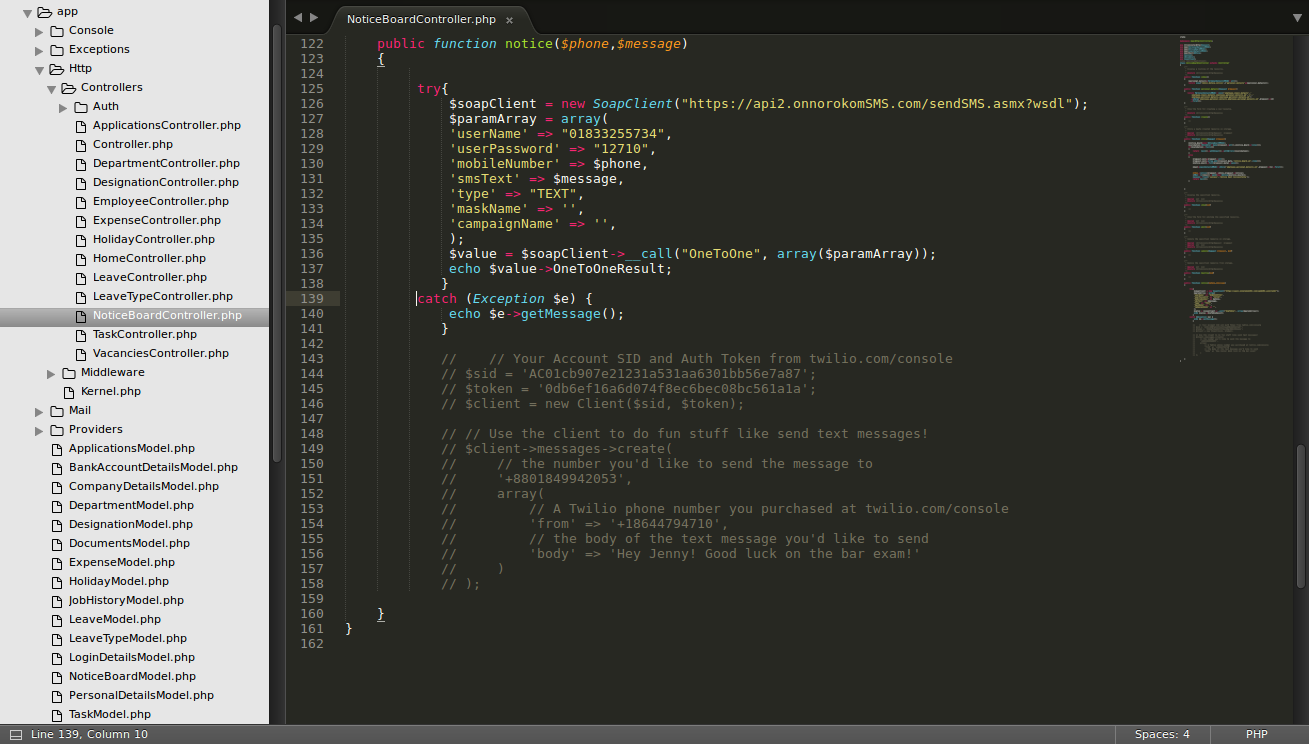 app
Console
Exceptions
Http
Controllers
Auth
ApplicationsController.php
Controller.php
DepartmentController.php
DesignationController.php
EmployeeController.php
ExpenseController.php
HolidayController.php
HomeController.php
LeaveController.php
LeaveTypeController.php
NoticeBoardController.php
TaskController.php
VacanciesController.php
Middleware
Kernel.php
Mail
Providers
ApplicationsModel.php
BankAccountDetailsModel.php
CompanyDetailsModel.php
DepartmentModel.php
DesignationModel.php
DocumentsModel.php
ExpenseModel.php
HolidayModel.php
JobHistoryModel.php
LeaveModel.php
LeaveTypeModel.php
LoginDetailsModel.php
NoticeBoardModel.php
PersonalDetailsModel.php
TaskModel.php
NoticeBoardController.php ×
122 public function notice($phone,$message)
123 {
124
125 try{
126 $soapClient = new SoapClient("https://api2.onnorokomSMS.com/sendSMS.asmx?wsdl");
127 $paramArray = array(
128 'userName' => "01833255734",
129 'userPassword' => "12710",
130 'mobileNumber' => $phone,
131 'smsText' => $message,
132 'type' => "TEXT",
133 'maskName' => '',
134 'campaignName' => '',
135 );
136 $value = $soapClient->__call("OneToOne", array($paramArray));
137 echo $value->OneToOneResult;
138 }
139 catch (Exception $e) {
140 echo $e->getMessage();
141 }
142
143 // // Your Account SID and Auth Token from twilio.com/console
144 // $sid = 'AC01cb907e21231a531aa6301bb56e7a87';
145 // $token = '0db6ef16a6d074f8ec6bec08bc561a1a';
146 // $client = new Client($sid, $token);
147
148 // // Use the client to do fun stuff like send text messages!
149 // $client->messages->create(
150 // // the number you'd like to send the message to
151 // '+8801849942053',
152 // array(
153 // // A Twilio phone number you purchased at twilio.com/console
154 // 'from' => '+18644794710',
155 // // the body of the text message you'd like to send
156 // 'body' => 'Hey Jenny! Good luck on the bar exam!'
157 // )
158 // );
159
160 }
161 }
162
Line 139, Column 10
Spaces: 4
PHP